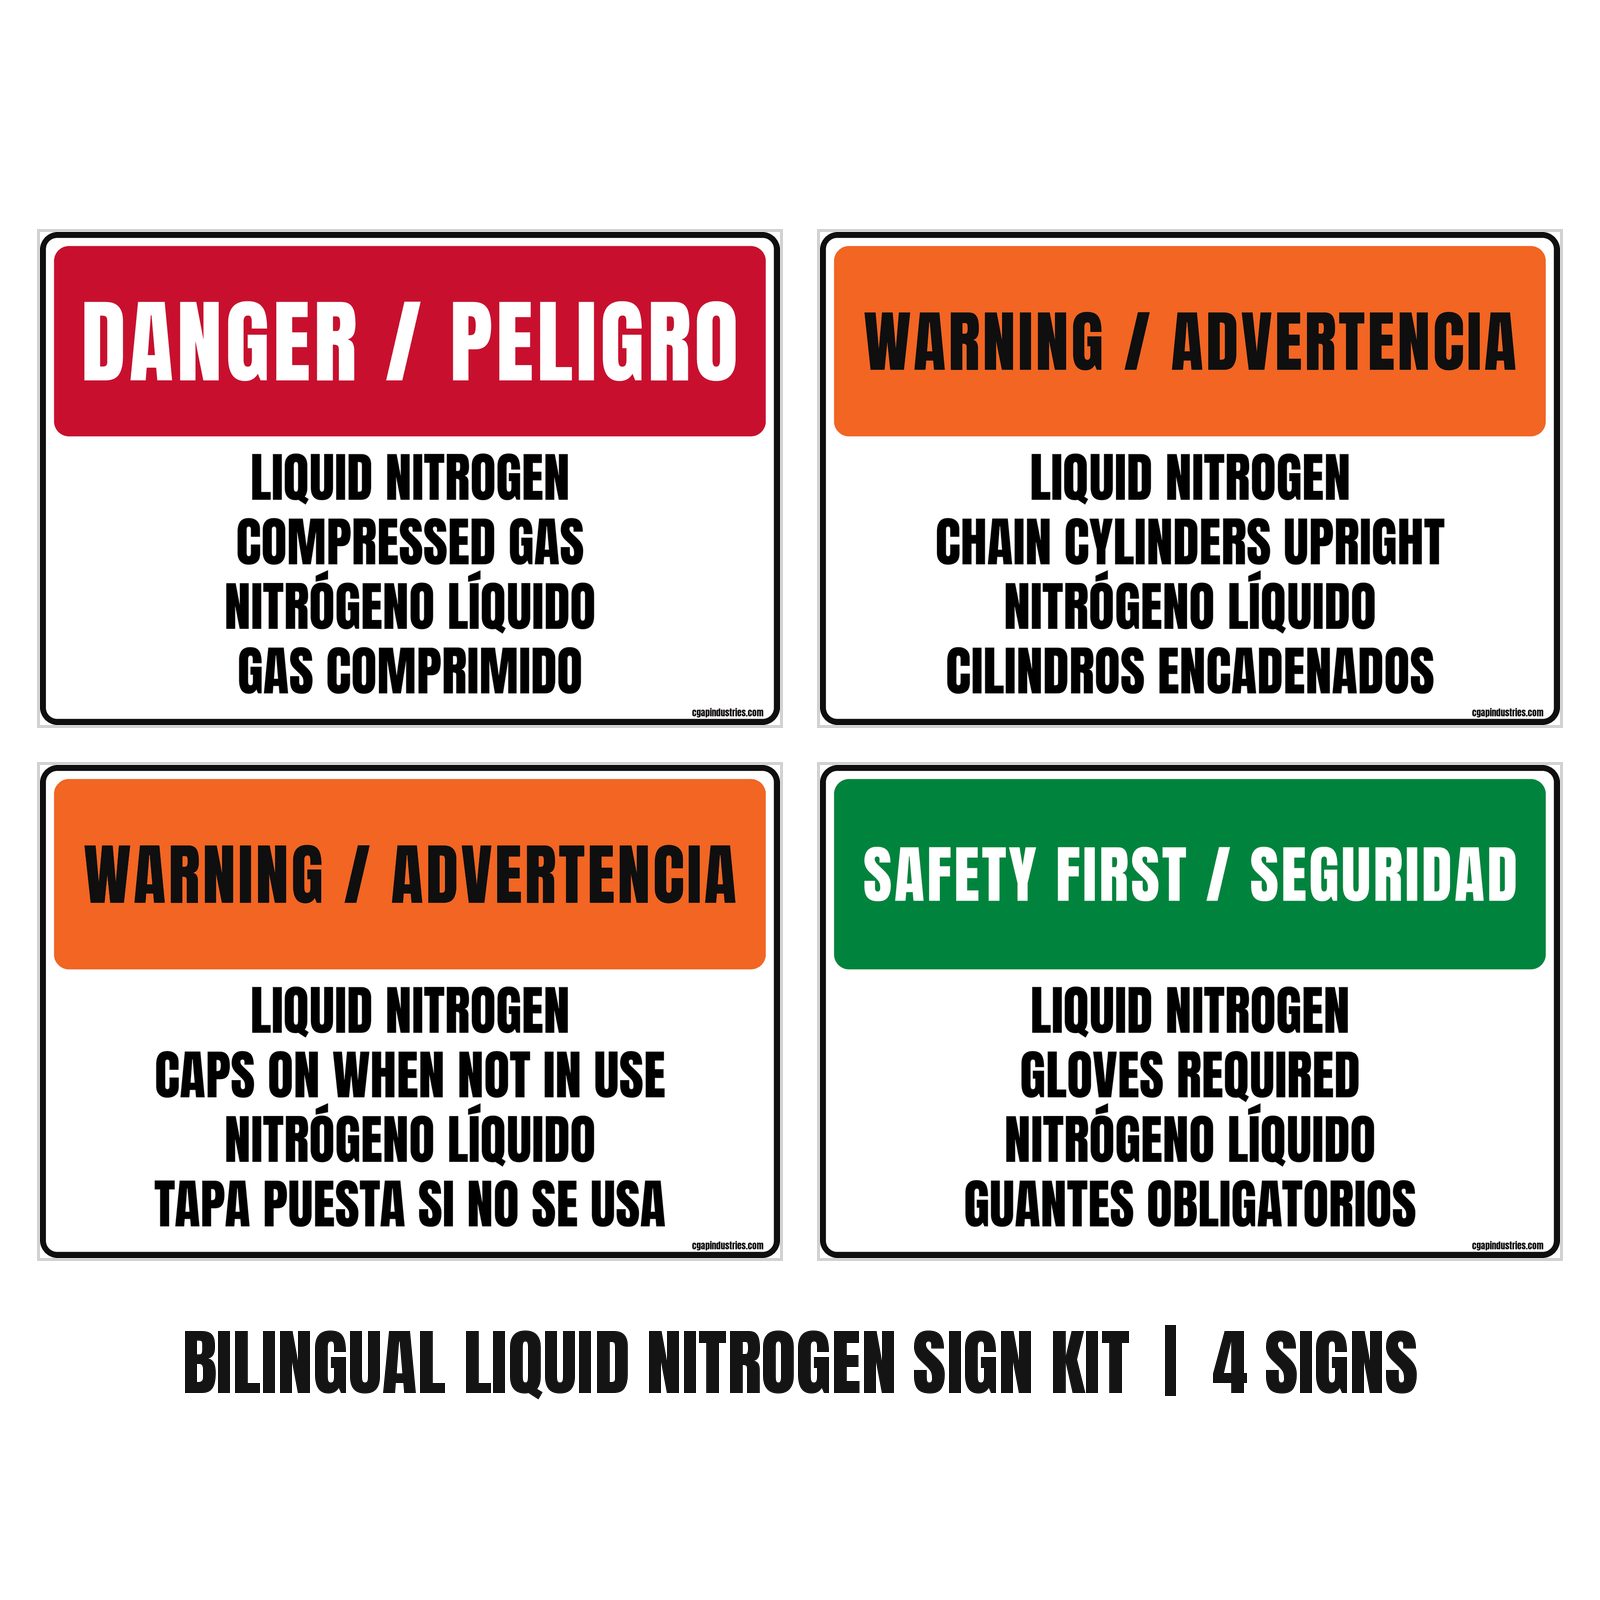 DANGER / PELIGRO
LIQUID NITROGEN
COMPRESSED GAS
NITRÓGENO LÍQUIDO
GAS COMPRIMIDO
cgapindustries.com
WARNING / ADVERTENCIA
LIQUID NITROGEN
CHAIN CYLINDERS UPRIGHT
NITRÓGENO LÍQUIDO
CILINDROS ENCADENADOS
cgapindustries.com
WARNING / ADVERTENCIA
LIQUID NITROGEN
CAPS ON WHEN NOT IN USE
NITRÓGENO LÍQUIDO
TAPA PUESTA SI NO SE USA
cgapindustries.com
SAFETY FIRST / SEGURIDAD
LIQUID NITROGEN
GLOVES REQUIRED
NITRÓGENO LÍQUIDO
GUANTES OBLIGATORIOS
cgapindustries.com
BILINGUAL LIQUID NITROGEN SIGN KIT | 4 SIGNS